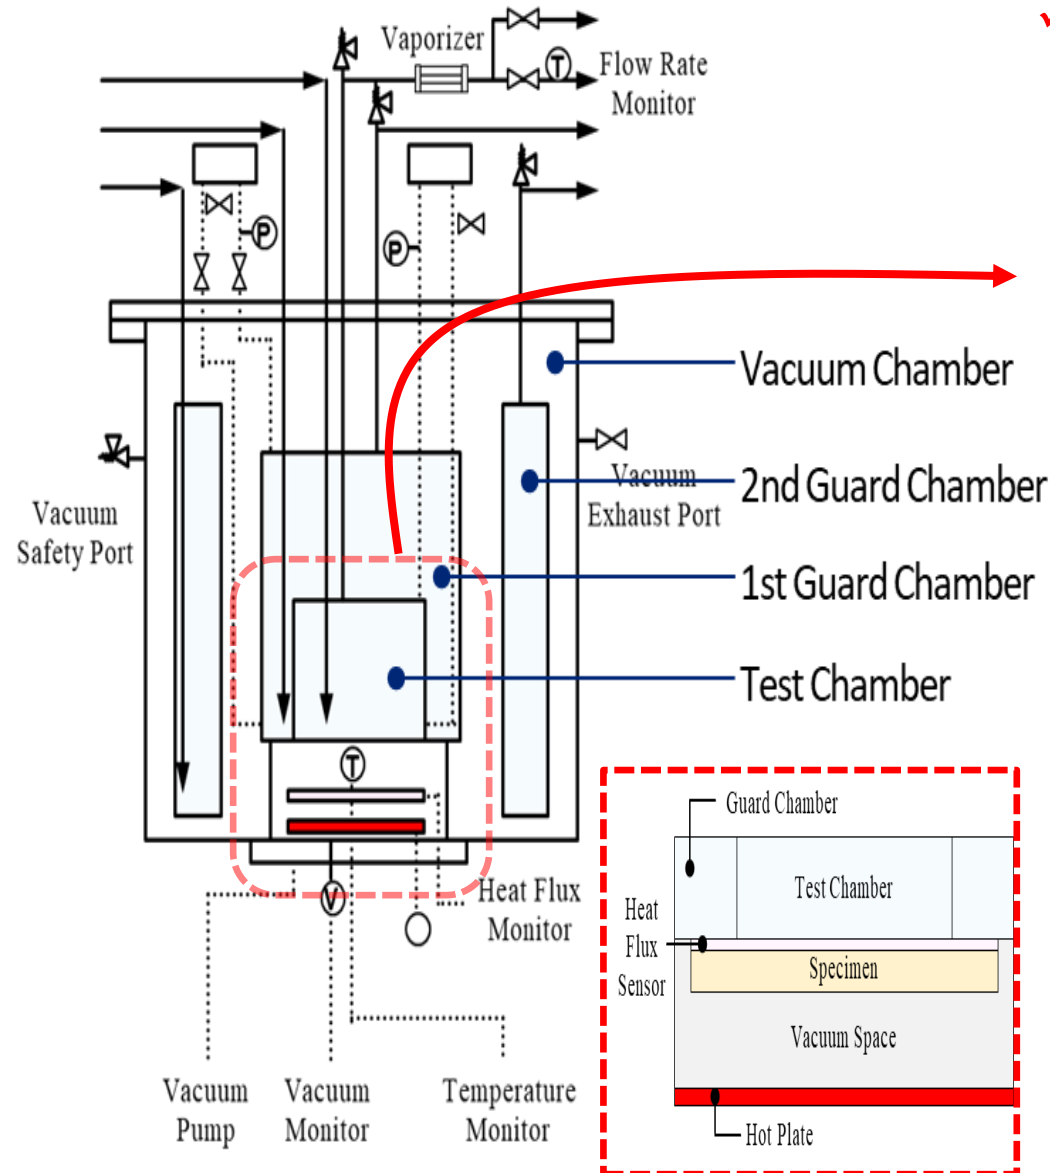 Vaporizer
T
Flow Rate
Monitor
P
P
Vacuum Chamber
2nd Guard Chamber
Vacuum
Exhaust Port
Vacuum
Safety Port
1st Guard Chamber
Test Chamber
T
Guard Chamber
Test Chamber
Heat
Flux
Sensor
Specimen
Vacuum Space
Hot Plate
V
Heat Flux
Monitor
Vacuum
Pump
Vacuum
Monitor
Temperature
Monitor